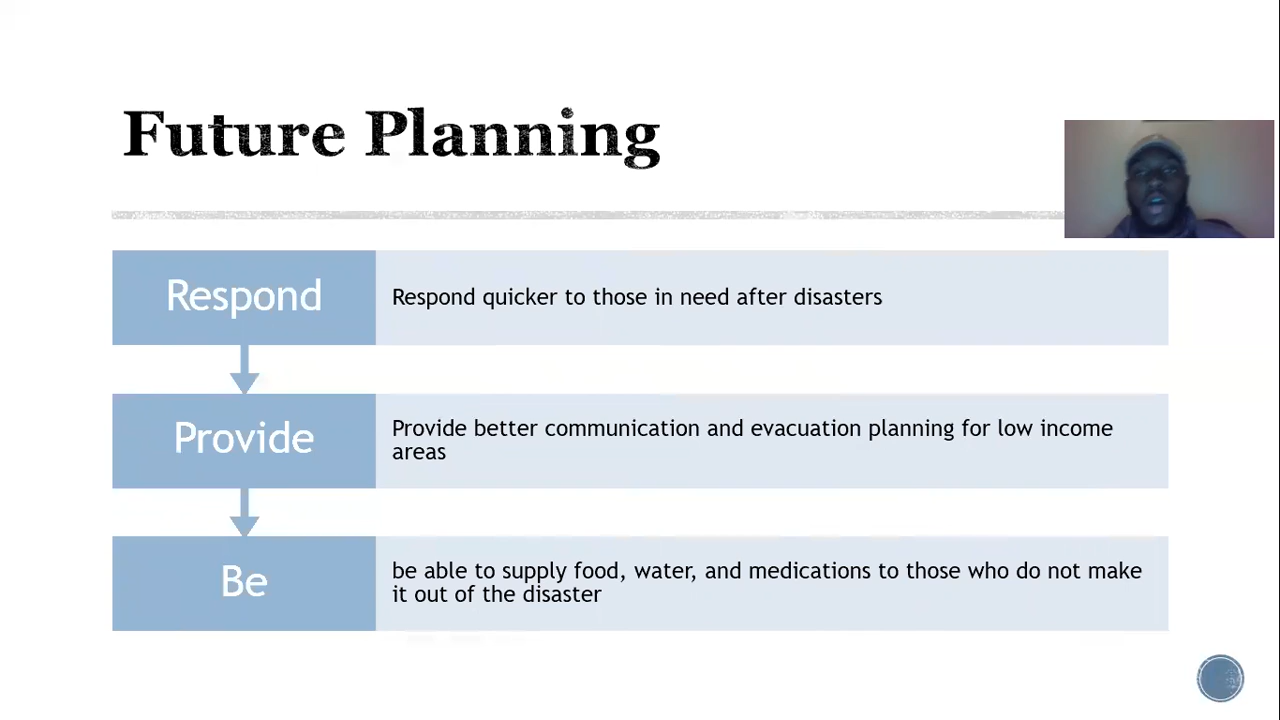 Future Planning
Respond
Respond quicker to those in need after disasters
Provide
Provide better communication and evacuation planning for low income
areas
Be
be able to supply food, water, and medications to those who do not make
it out of the disaster